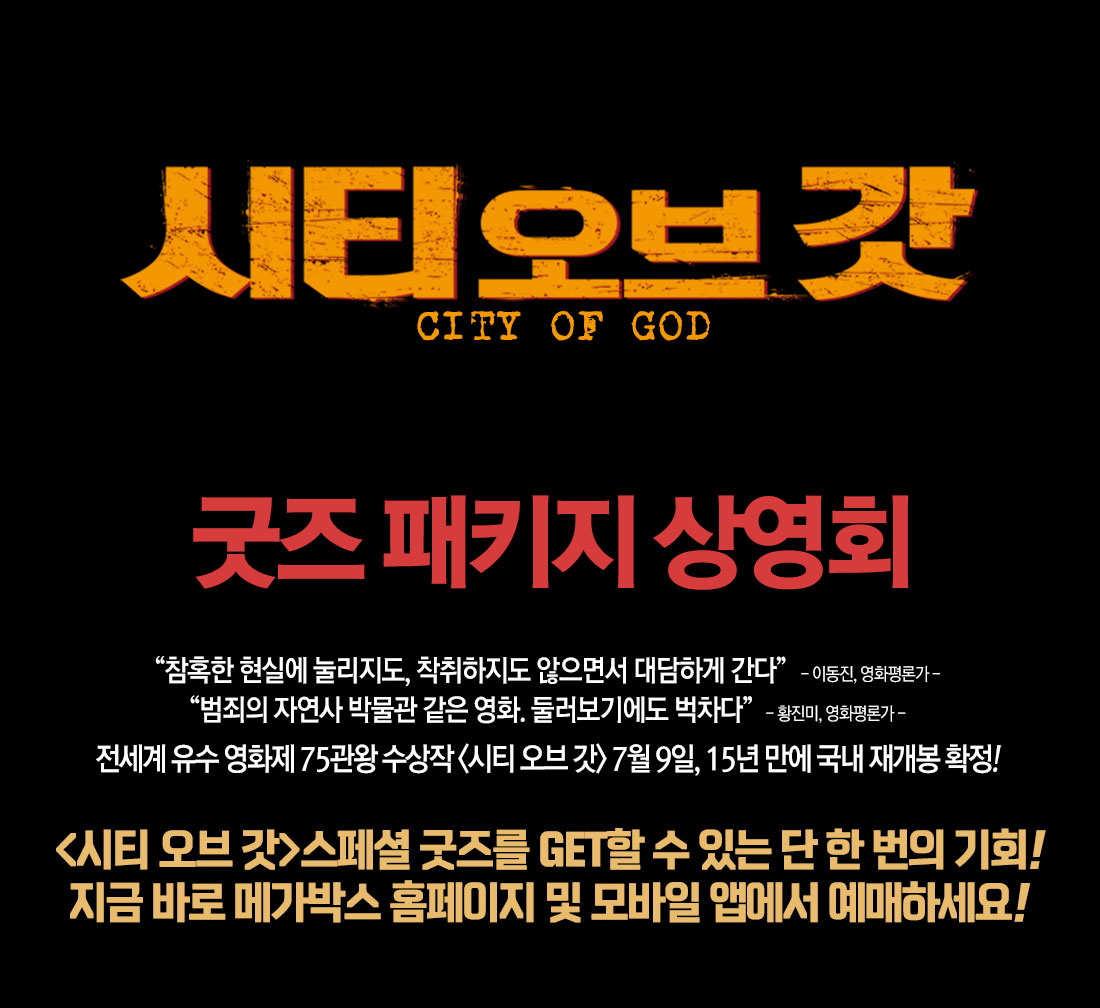 시티 오브 갓
CITY OF GOD
굿즈 패키지 상영회
“참혹한 현실에 눌리지도, 착취하지도 않으면서 대담하게 간다” – 이동진, 영화평론가 –
“범죄의 자연사 박물관 같은 영화. 둘러보기에도 벅차다” – 황진미, 영화평론가 –
전세계 유수 영화제 75관왕 수상작 <시티 오브 갓> 7월 9일, 15년 만에 국내 재개봉 확정!
<시티 오브 갓>스페셜 굿즈를 GET할 수 있는 단 한 번의 기회!
지금 바로 메가박스 홈페이지 및 모바일 앱에서 예매하세요!